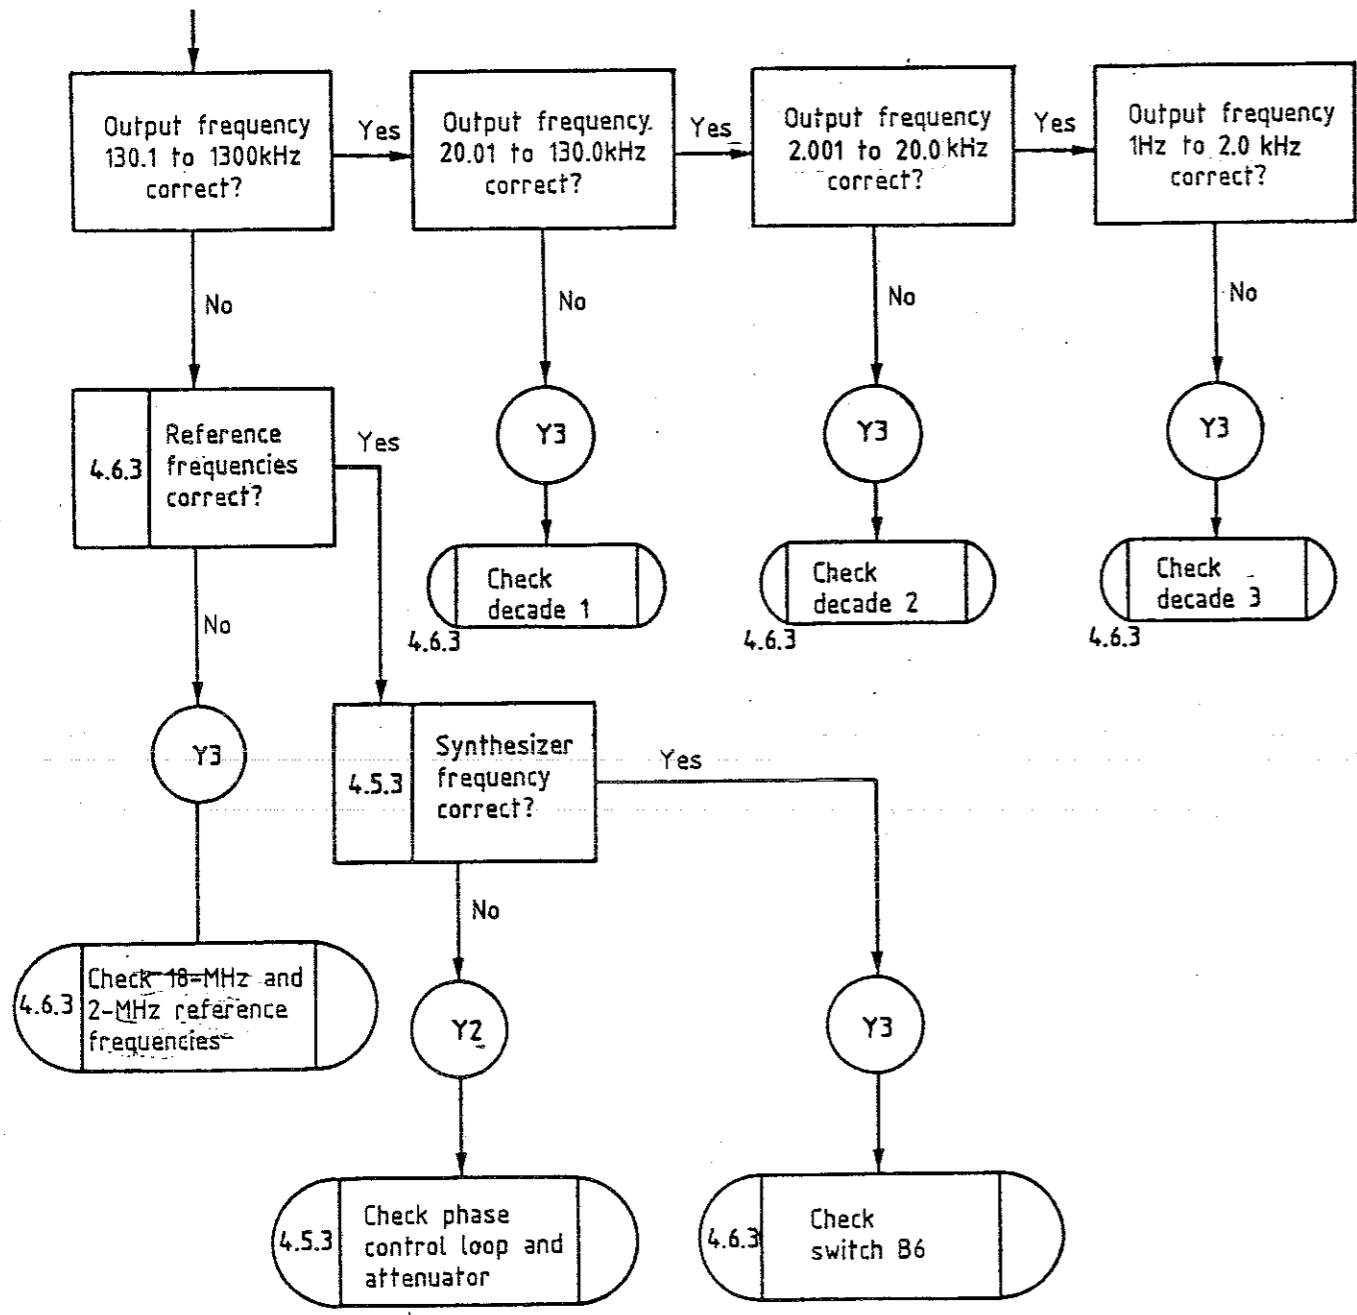 Output frequency
130.1 to 1300kHz
correct?
Yes
Output frequency
20.01 to 130.0kHz
correct?
Yes
Output frequency
2.001 to 20.0 kHz
correct?
Yes
Output frequency
1Hz to 2.0 kHz
correct?
No
No
No
No
4.6.3
Reference
frequencies
correct?
Yes
Y3
Y3
Y3
Check
decade 1
4.6.3
Check
decade 2
4.6.3
Check
decade 3
4.6.3
No
Y3
4.5.3
Synthesizer
frequency
correct?
Yes
No
4.6.3
Check 18-MHz and
2-MHz reference
frequencies
Y2
Y3
4.5.3
Check phase
control loop and
attenuator
4.6.3
Check
switch B6